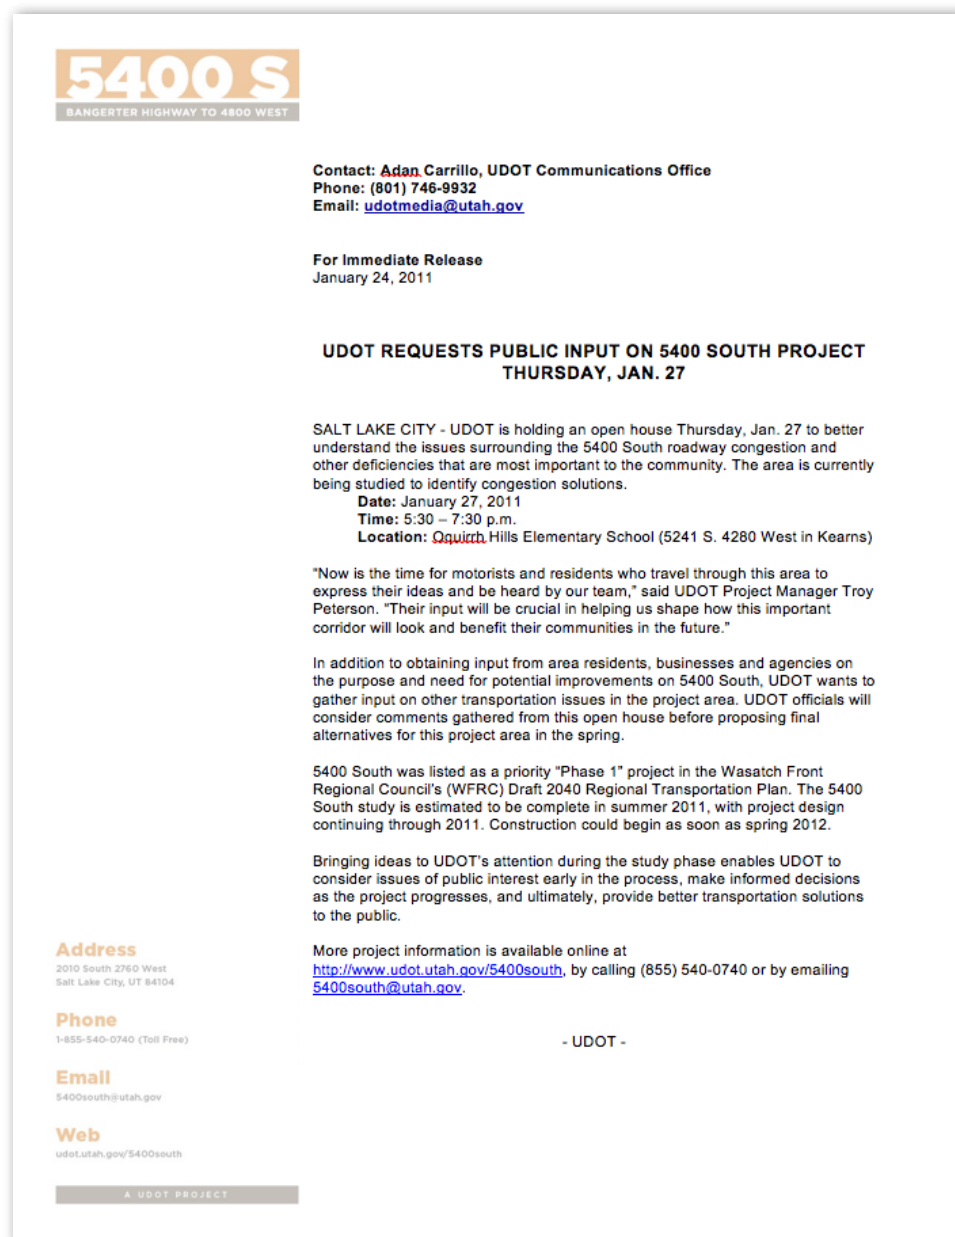 5400 S
BANGERTER HIGHWAY TO 4800 WEST
Contact: Adan Carrillo, UDOT Communications Office
Phone: (801) 746-9932
Email: udotmedia@utah.gov
For Immediate Release
January 24, 2011
UDOT REQUESTS PUBLIC INPUT ON 5400 SOUTH PROJECT
THURSDAY, JAN. 27
SALT LAKE CITY - UDOT is holding an open house Thursday, Jan. 27 to better
understand the issues surrounding the 5400 South roadway congestion and
other deficiencies that are most important to the community. The area is currently
being studied to identify congestion solutions.
Date: January 27, 2011
Time: 5:30 – 7:30 p.m.
Location: Oquirrh Hills Elementary School (5241 S. 4280 West in Kearns)
"Now is the time for motorists and residents who travel through this area to
express their ideas and be heard by our team," said UDOT Project Manager Troy
Peterson. "Their input will be crucial in helping us shape how this important
corridor will look and benefit their communities in the future."
In addition to obtaining input from area residents, businesses and agencies on
the purpose and need for potential improvements on 5400 South, UDOT wants to
gather input on other transportation issues in the project area. UDOT officials will
consider comments gathered from this open house before proposing final
alternatives for this project area in the spring.
5400 South was listed as a priority "Phase 1" project in the Wasatch Front
Regional Council's (WFRC) Draft 2040 Regional Transportation Plan. The 5400
South study is estimated to be complete in summer 2011, with project design
continuing through 2011. Construction could begin as soon as spring 2012.
Bringing ideas to UDOT's attention during the study phase enables UDOT to
consider issues of public interest early in the process, make informed decisions
as the project progresses, and ultimately, provide better transportation solutions
to the public.
More project information is available online at
http://www.udot.utah.gov/5400south, by calling (855) 540-0740 or by emailing
5400south@utah.gov.
- UDOT -
Address
2010 South 2760 West
Salt Lake City, UT 84104
Phone
1-855-540-0740 (Toll Free)
Email
5400south@utah.gov
Web
udot.utah.gov/5400south
A UDOT PROJECT